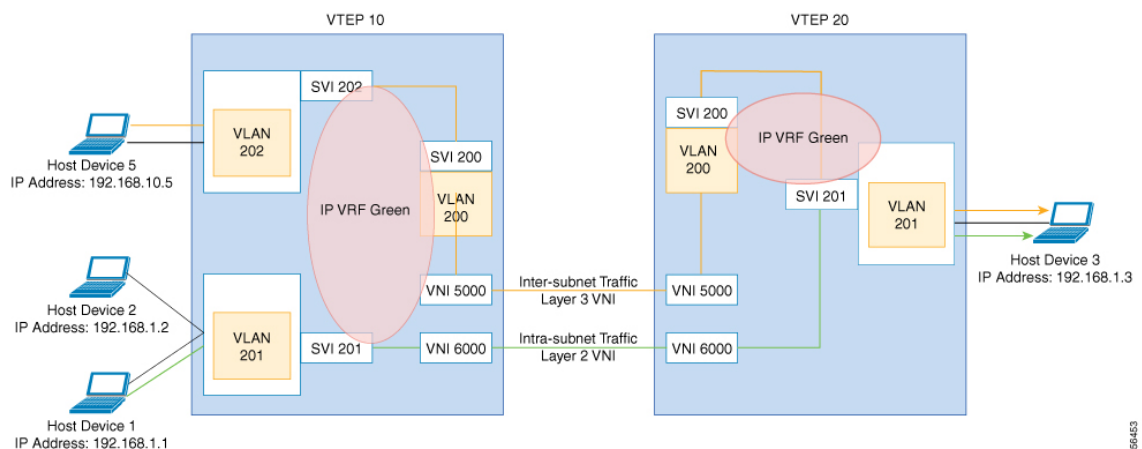 VTEP 10
VTEP 20
SVI 202
VLAN
202
Host Device 5
IP Address: 192.168.10.5
SVI 200
VLAN
200
IP VRF Green
SVI 200
VLAN
200
IP VRF Green
SVI 201
VLAN
201
Host Device 3
IP Address: 192.168.1.3
VNI 5000
Inter-subnet Traffic
Layer 3 VNI
VNI 5000
Host Device 2
IP Address: 192.168.1.2
VLAN
201
SVI 201
VNI 6000
Intra-subnet Traffic
Layer 2 VNI
VNI 6000
Host Device 1
IP Address: 192.168.1.1
56453